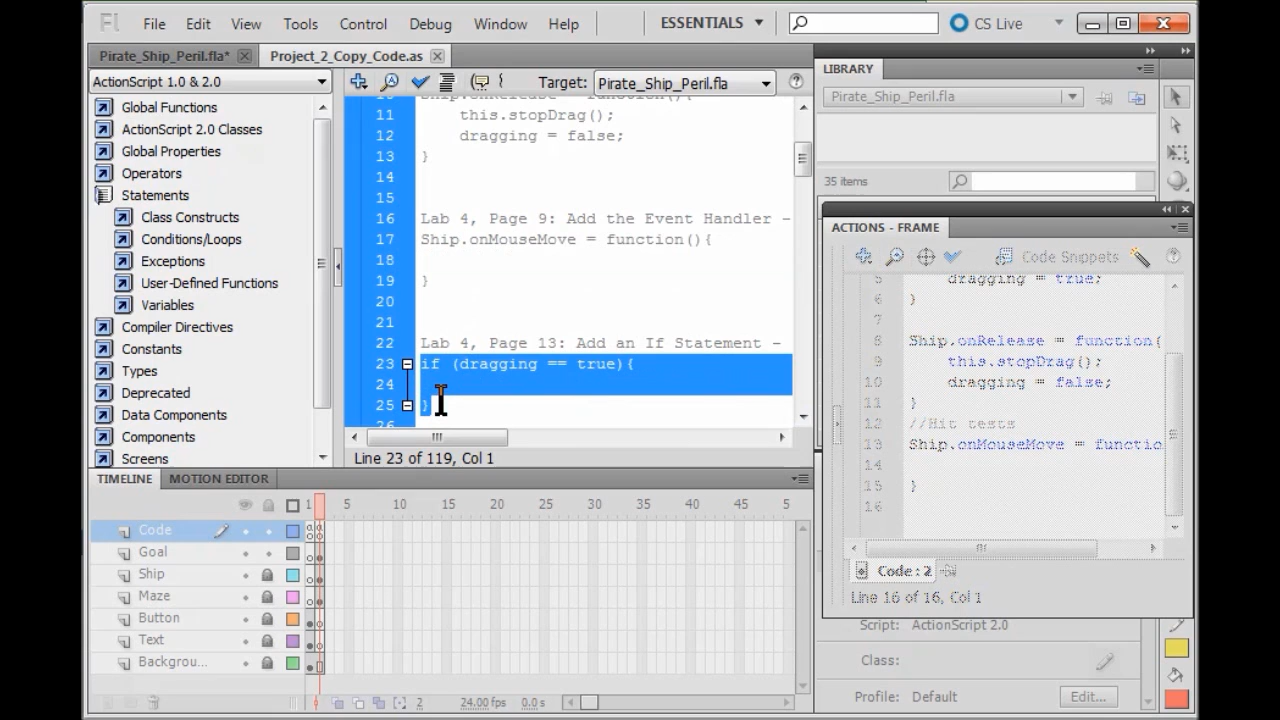 Fl File Edit View Tools Control Debug Window Help ESSENTIALS CS Live
Pirate_Ship_Peril.fla* Project_2_Copy_Code.as
ActionScript 1.0 & 2.0
Global Functions
ActionScript 2.0 Classes
Global Properties
Operators
Statements
Class Constructs
Conditions/Loops
Exceptions
User-Defined Functions
Variables
Compiler Directives
Constants
Types
Deprecated
Data Components
Components
Screens
Target: Pirate_Ship_Peril.fla
11 this.stopDrag();
12 dragging = false;
13 }
14
15
16 Lab 4, Page 9: Add the Event Handler -
17 Ship.onMouseMove = function(){
18
19 }
20
21
22 Lab 4, Page 13: Add an If Statement -
23 if (dragging == true){
24
25 }
26
Line 23 of 119, Col 1
LIBRARY
Pirate_Ship_Peril.fla
35 items
ACTIONS - FRAME
Code Snippets
5 dragging = true;
6 }
7
8 Ship.onRelease = function(
9 this.stopDrag();
10 dragging = false;
11 }
12 //Hit tests
13 Ship.onMouseMove = functio
14
15 }
16
Code: 2
Line 16 of 16, Col 1
Script: ActionScript 2.0
Class:
Profile: Default Edit...
TIMELINE MOTION EDITOR
1 5 10 15 20 25 30 35 40 45 5
Code
Goal
Ship
Maze
Button
Text
Backgrou...
2 24.00 fps 0.0 s